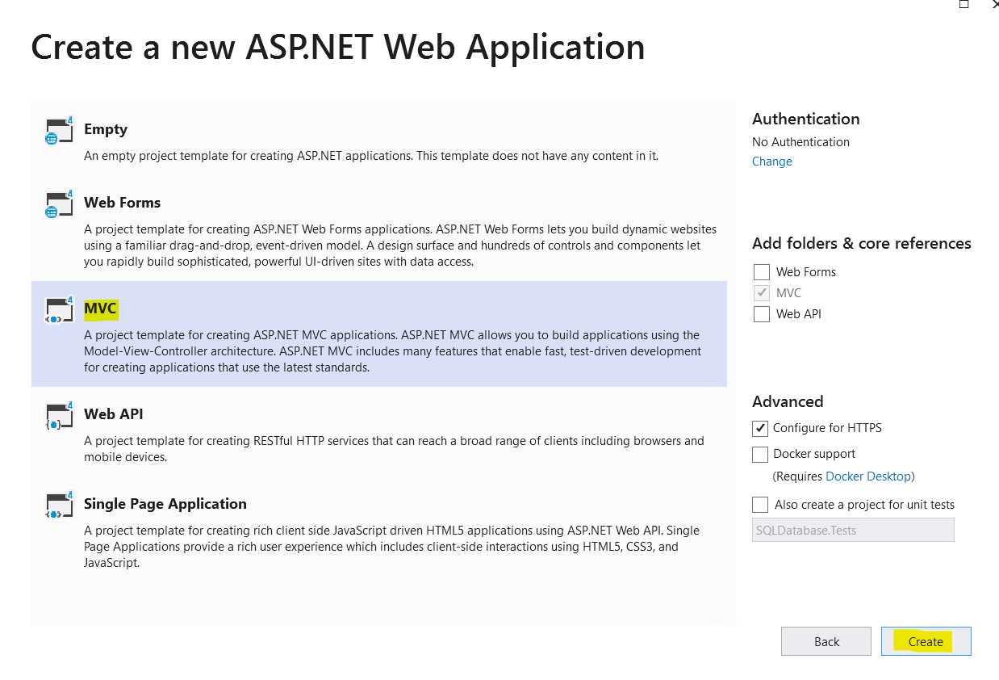 Create a new ASP.NET Web Application
4
Empty
An empty project template for creating ASP.NET applications. This template does not have any content in it.
4
Web Forms
A project template for creating ASP.NET Web Forms applications. ASP.NET Web Forms lets you build dynamic websites
using a familiar drag-and-drop, event-driven model. A design surface and hundreds of controls and components let
you rapidly build sophisticated, powerful UI-driven sites with data access.
4
MVC
A project template for creating ASP.NET MVC applications. ASP.NET MVC allows you to build applications using the
Model-View-Controller architecture. ASP.NET MVC includes many features that enable fast, test-driven development
for creating applications that use the latest standards.
4
Web API
A project template for creating RESTful HTTP services that can reach a broad range of clients including browsers and
mobile devices.
4
Single Page Application
A project template for creating rich client side JavaScript driven HTML5 applications using ASP.NET Web API. Single
Page Applications provide a rich user experience which includes client-side interactions using HTML5, CSS3, and
JavaScript.
Authentication
No Authentication
Change
Add folders & core references
Web Forms
MVC
Web API
Advanced
Configure for HTTPS
Docker support
(Requires Docker Desktop)
Also create a project for unit tests
SQLDatabase.Tests
Back
Create